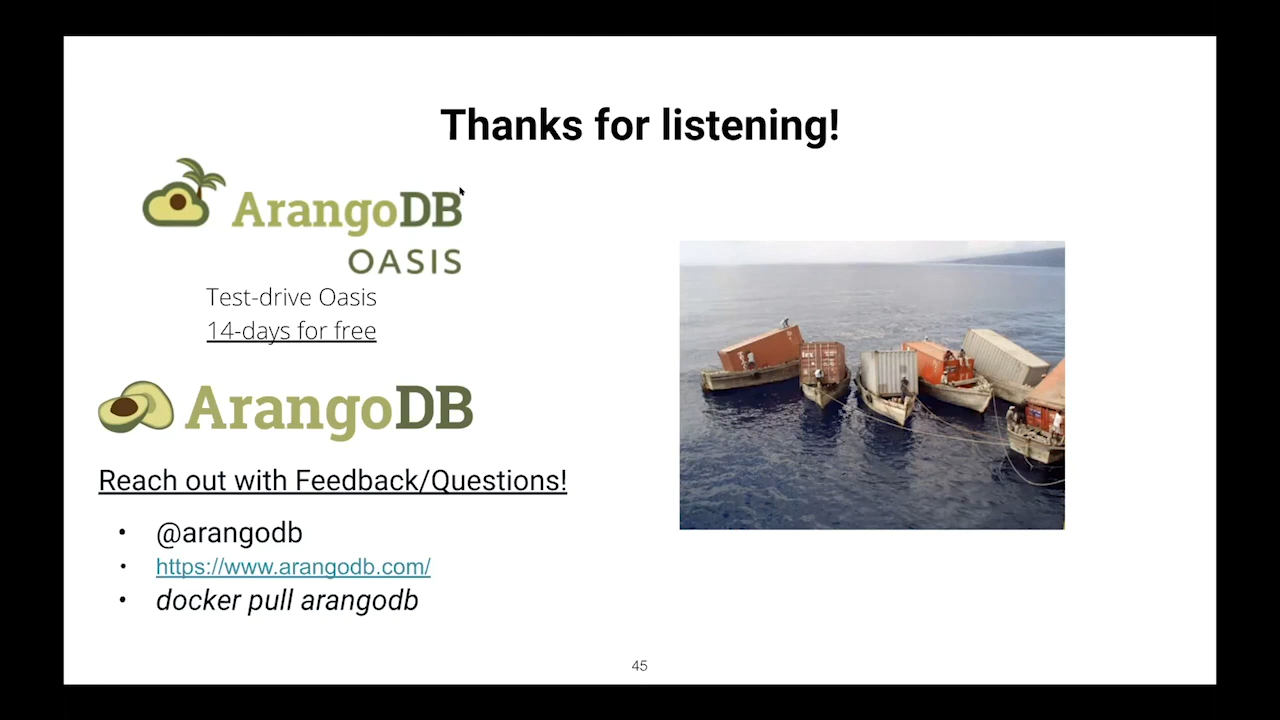 Thanks for listening!
ArangoDB
OASIS
Test-drive Oasis
14-days for free
ArangoDB
Reach out with Feedback/Questions!
• @arangodb
• https://www.arangodb.com/
• docker pull arangodb
45